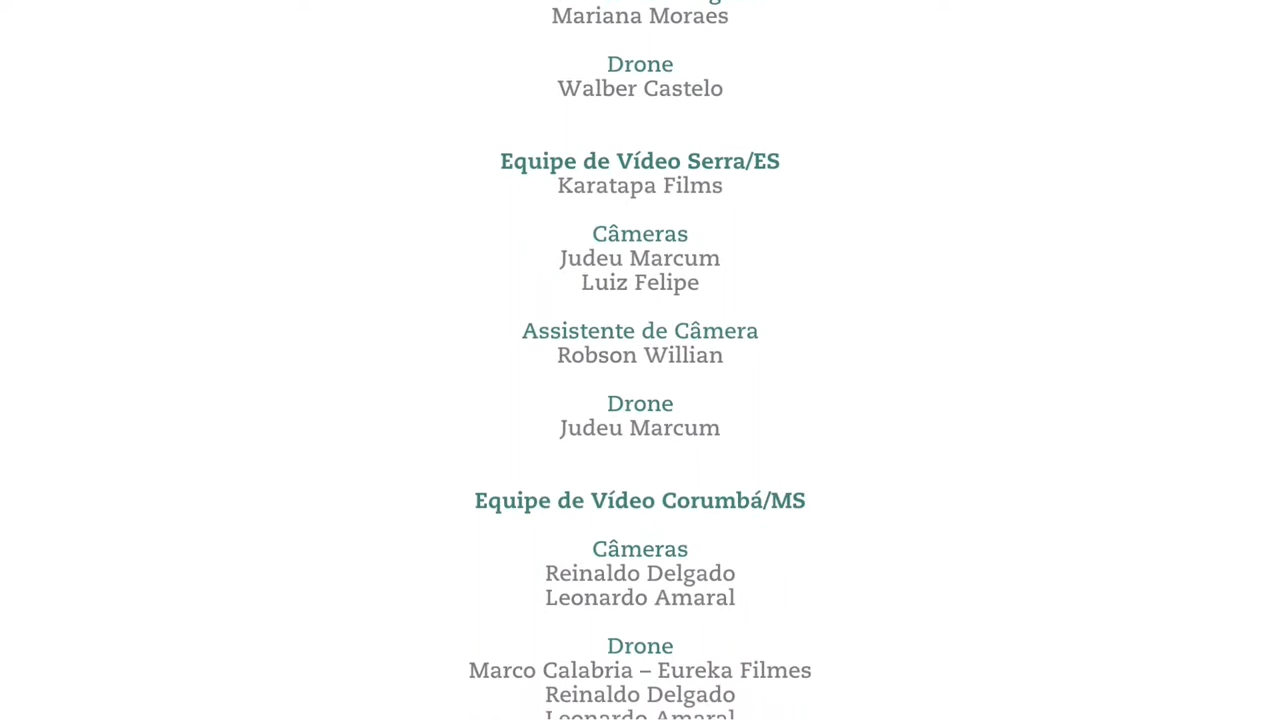 Mariana Moraes
Drone
Walber Castelo
Equipe de Vídeo Serra/ES
Karatapa Films
Câmeras
Judeu Marcum
Luiz Felipe
Assistente de Câmera
Robson Willian
Drone
Judeu Marcum
Equipe de Vídeo Corumbá/MS
Câmeras
Reinaldo Delgado
Leonardo Amaral
Drone
Marco Calabria – Eureka Filmes
Reinaldo Delgado
Leonardo Amaral